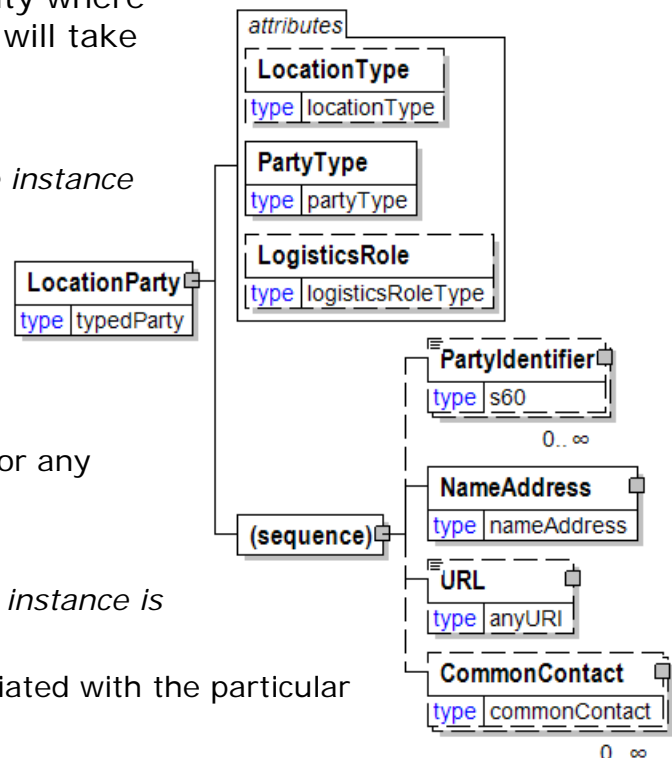 ity where
will take
instance
or any
instance is
iated with the particular
attributes
LocationType
type locationType
PartyType
type partyType
LogisticsRole
type logisticsRoleType
LocationParty
type typedParty
PartyIdentifier
type s60
0.. ∞
(sequence)
NameAddress
type nameAddress
URL
type anyURI
CommonContact
type commonContact
0.. ∞